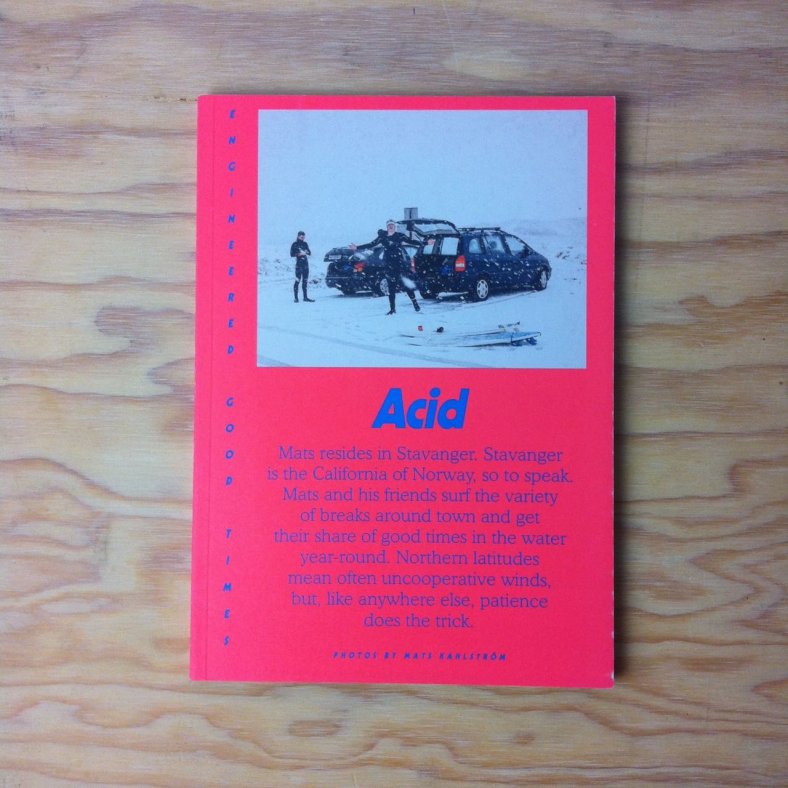 ENGINEERED GOOD TIMES
Acid
Mats resides in Stavanger. Stavanger
is the California of Norway, so to speak.
Mats and his friends surf the variety
of breaks around town and get
their share of good times in the water
year-round. Northern latitudes
mean often uncooperative winds,
but, like anywhere else, patience
does the trick.
PHOTOS BY MATS KAHLSTRÖM